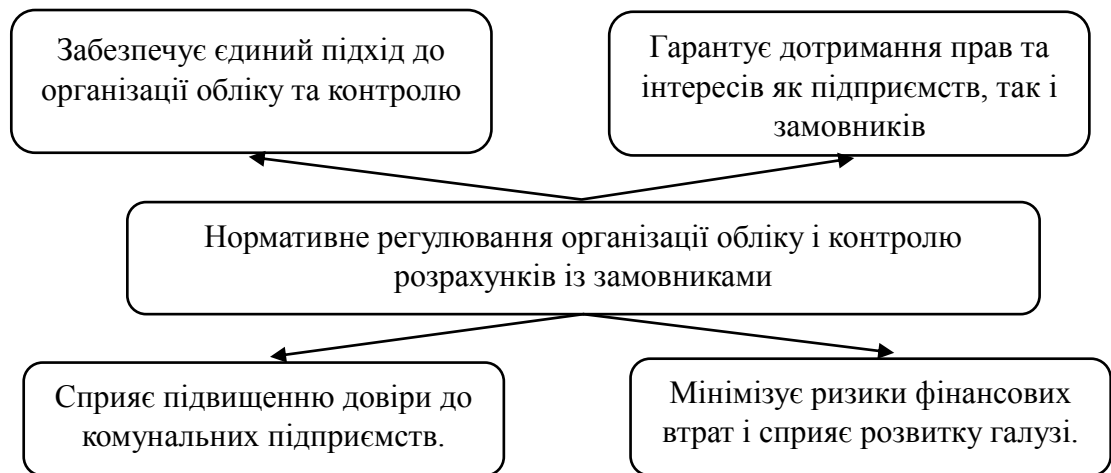 Забезпечує єдиний підхід до
організації обліку та контролю
Гарантує дотримання прав та
інтересів як підприємств, так і
замовників
Нормативне регулювання організації обліку і контролю
розрахунків із замовниками
Сприяє підвищенню довіри до
комунальних підприємств.
Мінімізує ризики фінансових
втрат і сприяє розвитку галузі.